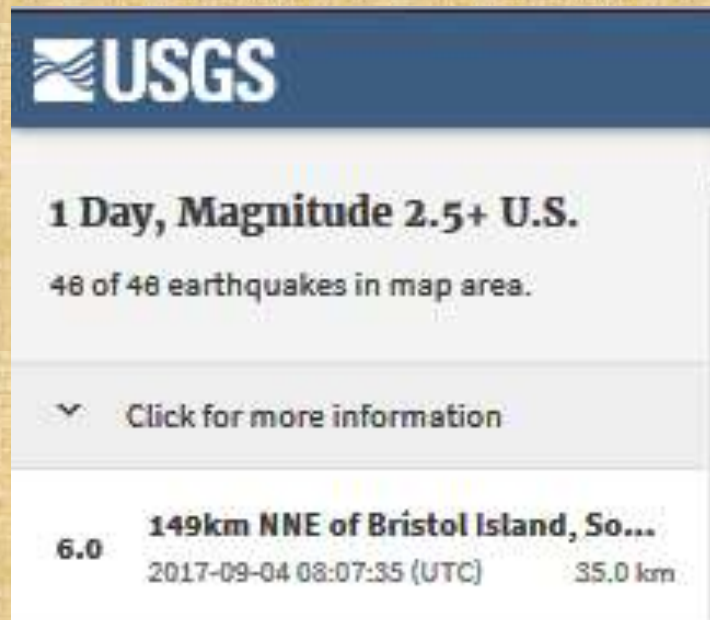 USGS
1 Day, Magnitude 2.5+ U.S.
46 of 46 earthquakes in map area.
Click for more information
6.0
149km NNE of Bristol Island, So...
2017-09-04 08:07:35 (UTC) 35.0 km